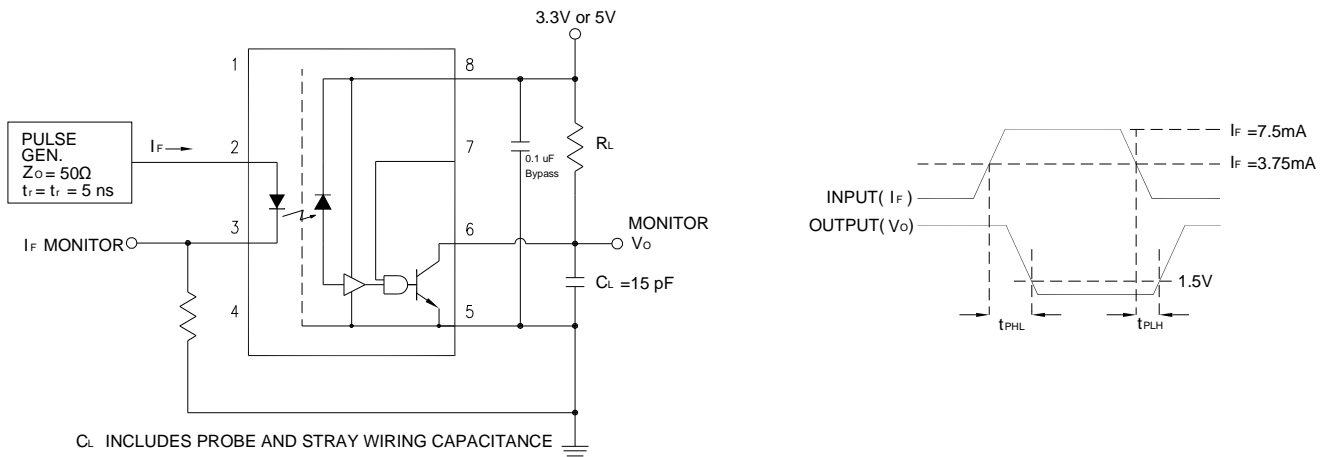 3.3V or 5V
1
8
PULSE
GEN.
ZO = 50Ω
tr = tr = 5 ns
IF
2
7
0.1 uF
Bypass
RL
3
IF MONITOR
6
MONITOR
VO
CL =15 pF
4
5
CL INCLUDES PROBE AND STRAY WIRING CAPACITANCE
IF =7.5mA
IF =3.75mA
INPUT( IF )
OUTPUT( VO)
1.5V
tPHL
tPLH